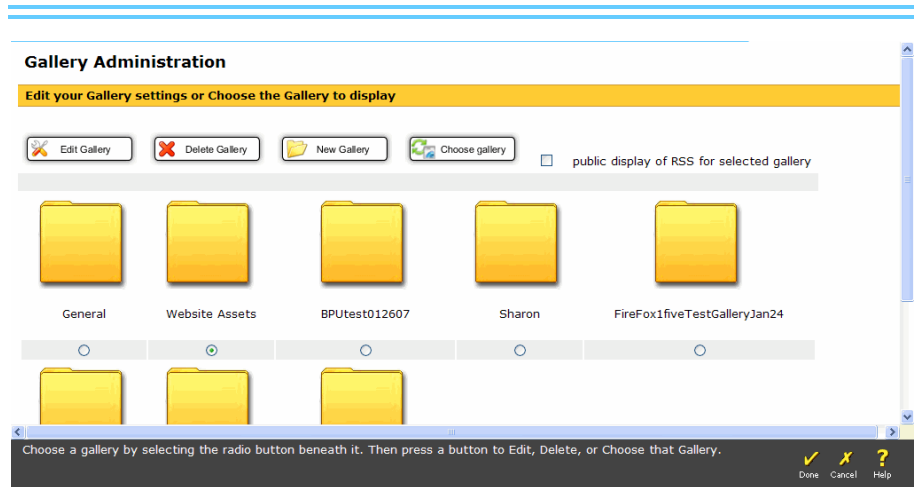 Gallery Administration
Edit your Gallery settings or Choose the Gallery to display
Edit Gallery Delete Gallery New Gallery Choose gallery public display of RSS for selected gallery
General Website Assets BPUtest012607 Sharon FireFox1fiveTestGalleryJan24
Choose a gallery by selecting the radio button beneath it. Then press a button to Edit, Delete, or Choose that Gallery.
Done Cancel Help